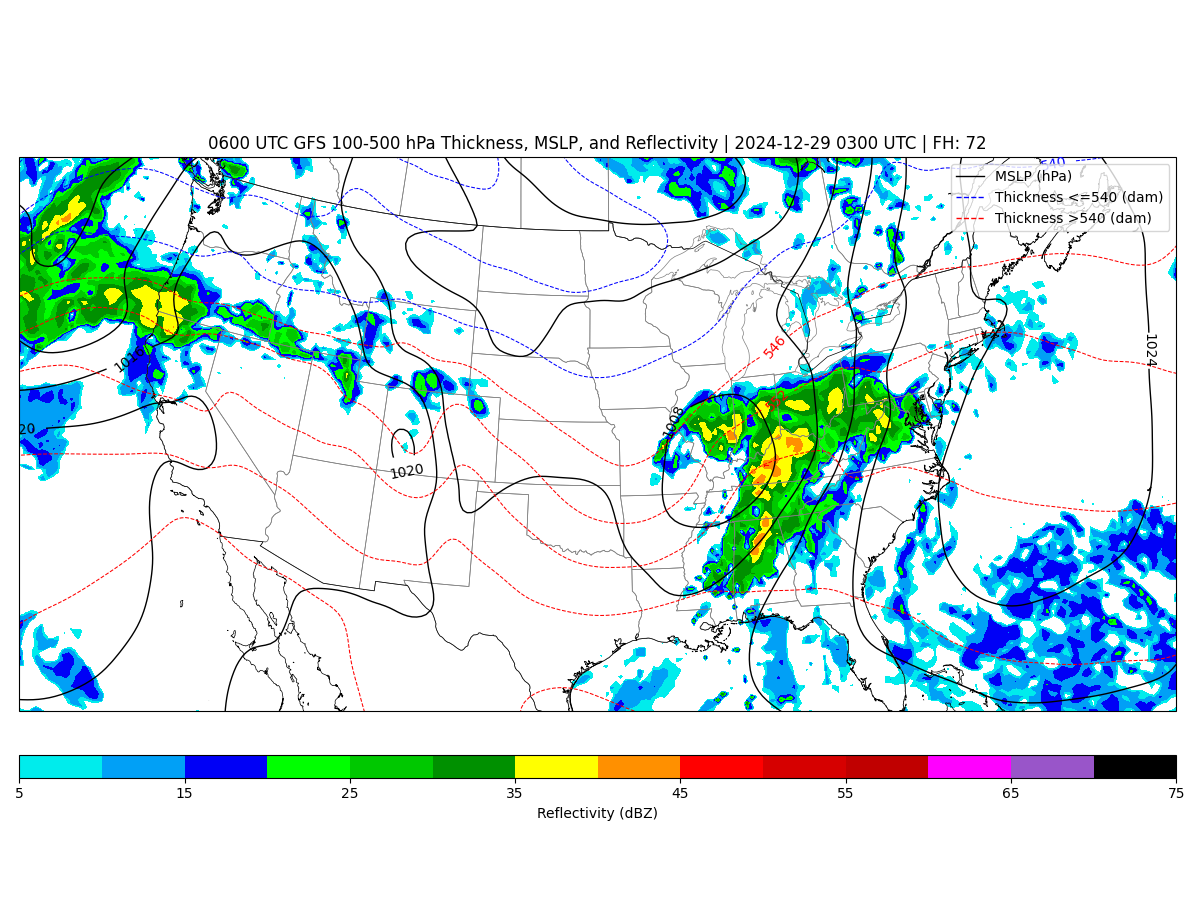 0600 UTC GFS 100-500 hPa Thickness, MSLP, and Reflectivity | 2024-12-29 0300 UTC | FH: 72
540
MSLP (hPa)
Thickness <=540 (dam)
Thickness >540 (dam)
546
1024
1008
20
1020
5 15 25 35 45 55 65 75
Reflectivity (dBZ)